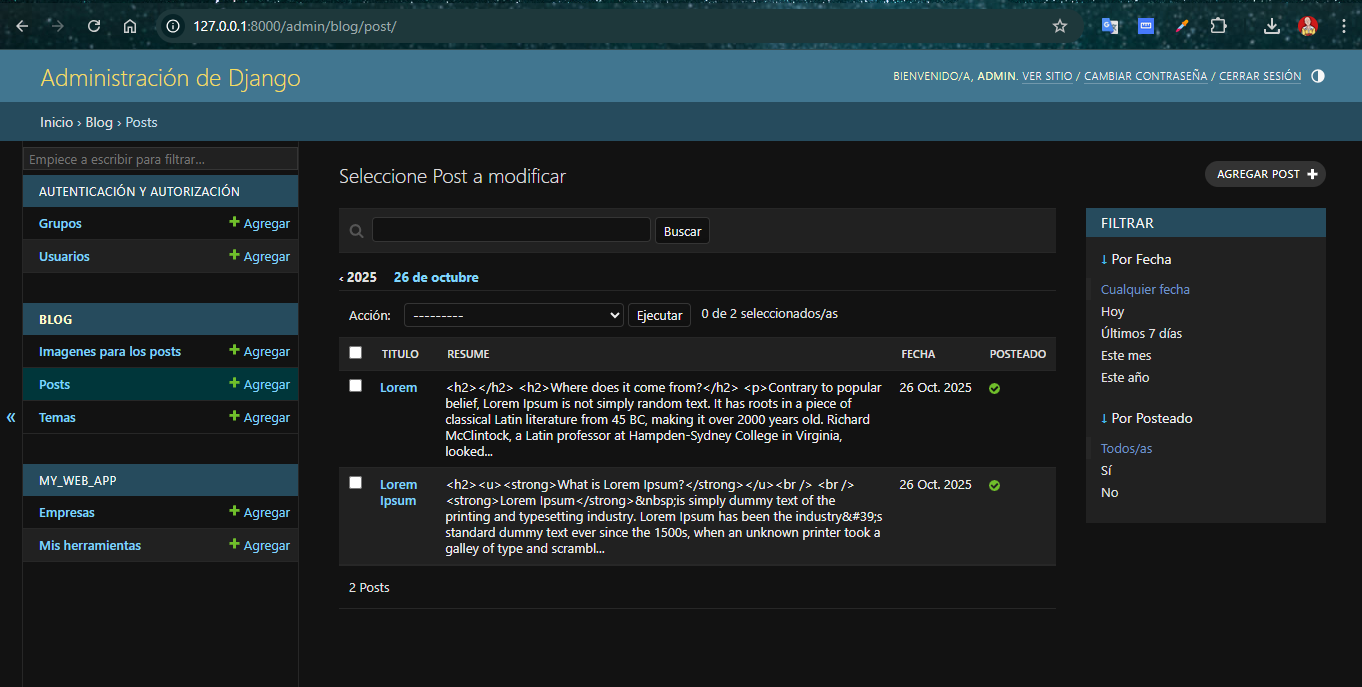 127.0.0.1:8000/admin/blog/post/
Administración de Django
BIENVENIDO/A, ADMIN. VER SITIO / CAMBIAR CONTRASEÑA / CERRAR SESIÓN
Inicio › Blog › Posts
Empiece a escribir para filtrar...
AUTENTICACIÓN Y AUTORIZACIÓN
Grupos + Agregar
Usuarios + Agregar
BLOG
Imagenes para los posts + Agregar
Posts + Agregar
Temas + Agregar
«
MY_WEB_APP
Empresas + Agregar
Mis herramientas + Agregar
Seleccione Post a modificar
AGREGAR POST +
Buscar
‹ 2025 26 de octubre
Acción: --------- Ejecutar 0 de 2 seleccionados/as
TITULO RESUME FECHA POSTEADO
Lorem <h2></h2> <h2>Where does it come from?</h2> <p>Contrary to popular 26 Oct. 2025
belief, Lorem Ipsum is not simply random text. It has roots in a piece of
classical Latin literature from 45 BC, making it over 2000 years old. Richard
McClintock, a Latin professor at Hampden-Sydney College in Virginia,
looked...
Lorem <h2><u> <strong>What is Lorem Ipsum?</strong></u><br /> <br /> 26 Oct. 2025
Ipsum <strong>Lorem Ipsum</strong>&nbsp;is simply dummy text of the
printing and typesetting industry. Lorem Ipsum has been the industry&#39;s
standard dummy text ever since the 1500s, when an unknown printer took a
galley of type and scrambl...
2 Posts
FILTRAR
↓ Por Fecha
Cualquier fecha
Hoy
Últimos 7 días
Este mes
Este año
↓ Por Posteado
Todos/as
Sí
No